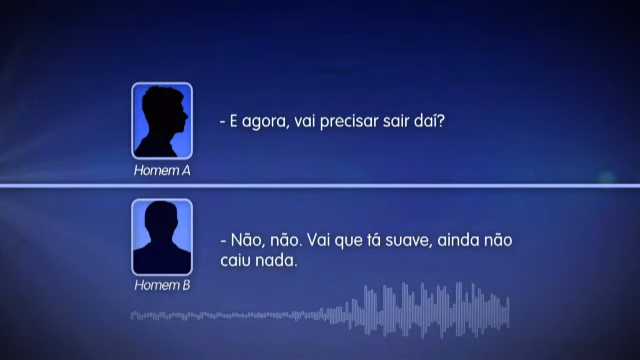 - E agora, vai precisar sair daí?
Homem A
- Não, não. Vai que tá suave, ainda não
caiu nada.
Homem B